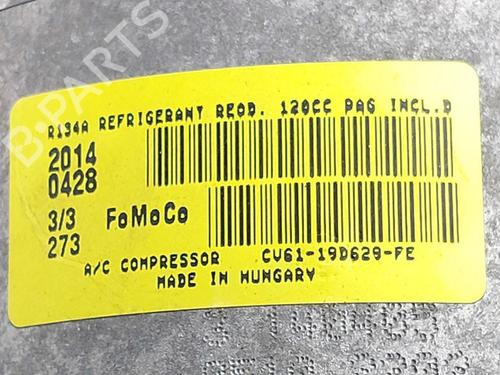 B-PARTS
R134A REFRIGERANT REQD. 120CC PAG INCL.D
2014
0428
3/3 FoMoCo
273
A/C COMPRESSOR CV61-19D629-FE
MADE IN HUNGARY